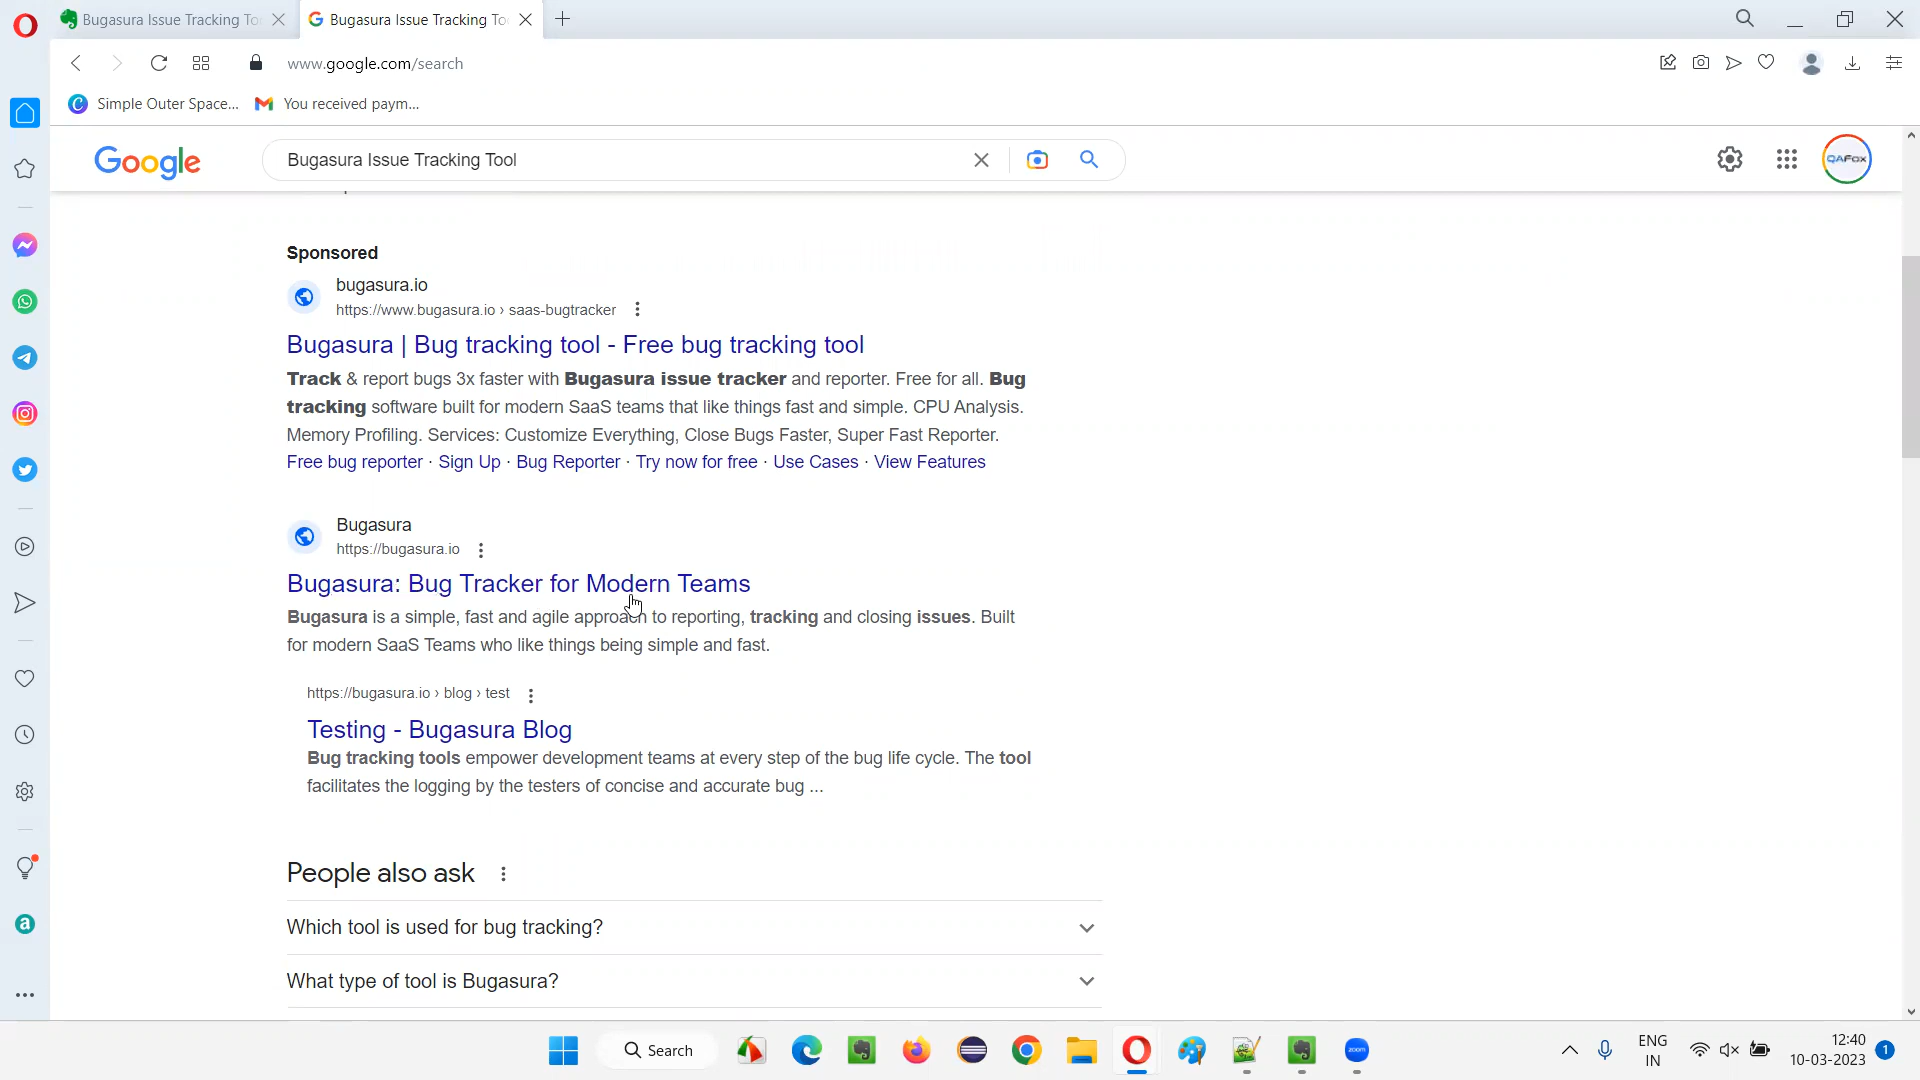 Bugasura Issue Tracking To
Bugasura Issue Tracking To
www.google.com/search
Simple Outer Space...
You received paym...
Google
Bugasura Issue Tracking Tool
QAFox
Sponsored
bugasura.io
https://www.bugasura.io › saas-bugtracker
Bugasura | Bug tracking tool - Free bug tracking tool
Track & report bugs 3x faster with Bugasura issue tracker and reporter. Free for all. Bug
tracking software built for modern SaaS teams that like things fast and simple. CPU Analysis.
Memory Profiling. Services: Customize Everything, Close Bugs Faster, Super Fast Reporter.
Free bug reporter · Sign Up · Bug Reporter · Try now for free · Use Cases · View Features
Bugasura
https://bugasura.io
Bugasura: Bug Tracker for Modern Teams
Bugasura is a simple, fast and agile approach to reporting, tracking and closing issues. Built
for modern SaaS Teams who like things being simple and fast.
https://bugasura.io › blog › test
Testing - Bugasura Blog
Bug tracking tools empower development teams at every step of the bug life cycle. The tool
facilitates the logging by the testers of concise and accurate bug ...
People also ask
Which tool is used for bug tracking?
What type of tool is Bugasura?
Search
zoom
ENG
IN
12:40
10-03-2023
1